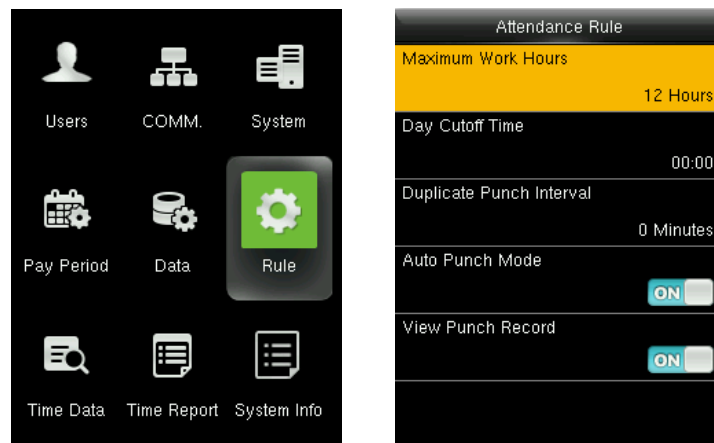 Users
COMM.
System
Pay Period
Data
Rule
Time Data
Time Report
System Info
Attendance Rule
Maximum Work Hours
12 Hours
Day Cutoff Time
00:00
Duplicate Punch Interval
0 Minutes
Auto Punch Mode
ON
View Punch Record
ON